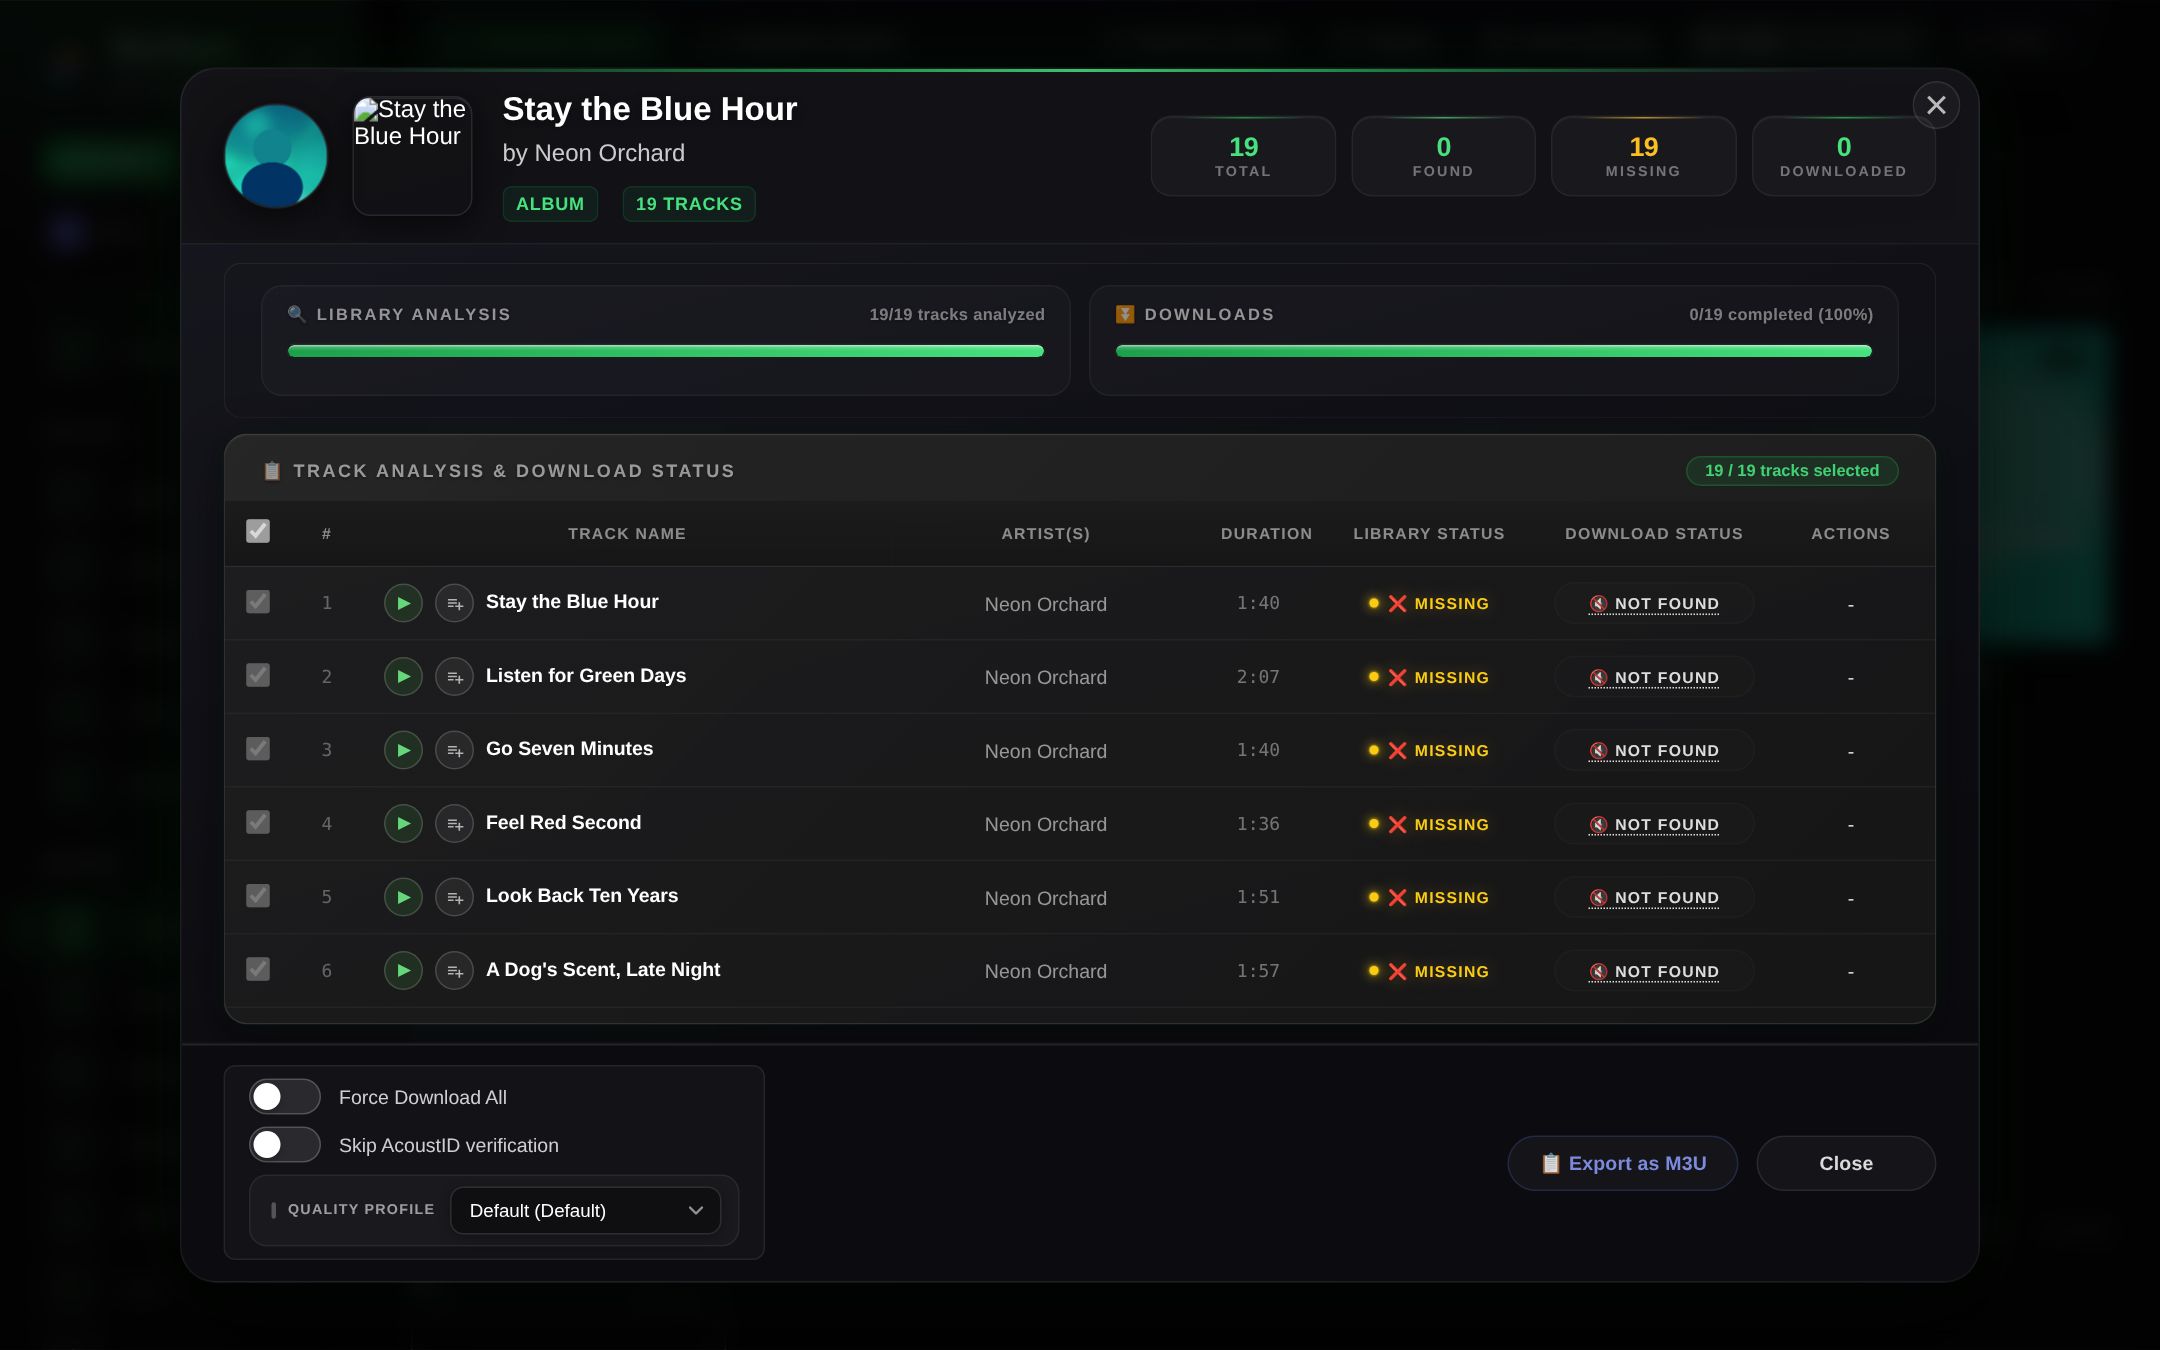 Stay the Blue Hour
Stay the Blue Hour
by Neon Orchard
ALBUM 19 TRACKS
19 TOTAL
0 FOUND
19 MISSING
0 DOWNLOADED
LIBRARY ANALYSIS 19/19 tracks analyzed
DOWNLOADS 0/19 completed (100%)
TRACK ANALYSIS & DOWNLOAD STATUS 19 / 19 tracks selected
# TRACK NAME ARTIST(S) DURATION LIBRARY STATUS DOWNLOAD STATUS ACTIONS
1 Stay the Blue Hour Neon Orchard 1:40 ❌ MISSING 🔇 NOT FOUND -
2 Listen for Green Days Neon Orchard 2:07 ❌ MISSING 🔇 NOT FOUND -
3 Go Seven Minutes Neon Orchard 1:40 ❌ MISSING 🔇 NOT FOUND -
4 Feel Red Second Neon Orchard 1:36 ❌ MISSING 🔇 NOT FOUND -
5 Look Back Ten Years Neon Orchard 1:51 ❌ MISSING 🔇 NOT FOUND -
6 A Dog's Scent, Late Night Neon Orchard 1:57 ❌ MISSING 🔇 NOT FOUND -
Force Download All
Skip AcoustID verification
QUALITY PROFILE Default (Default)
Export as M3U Close